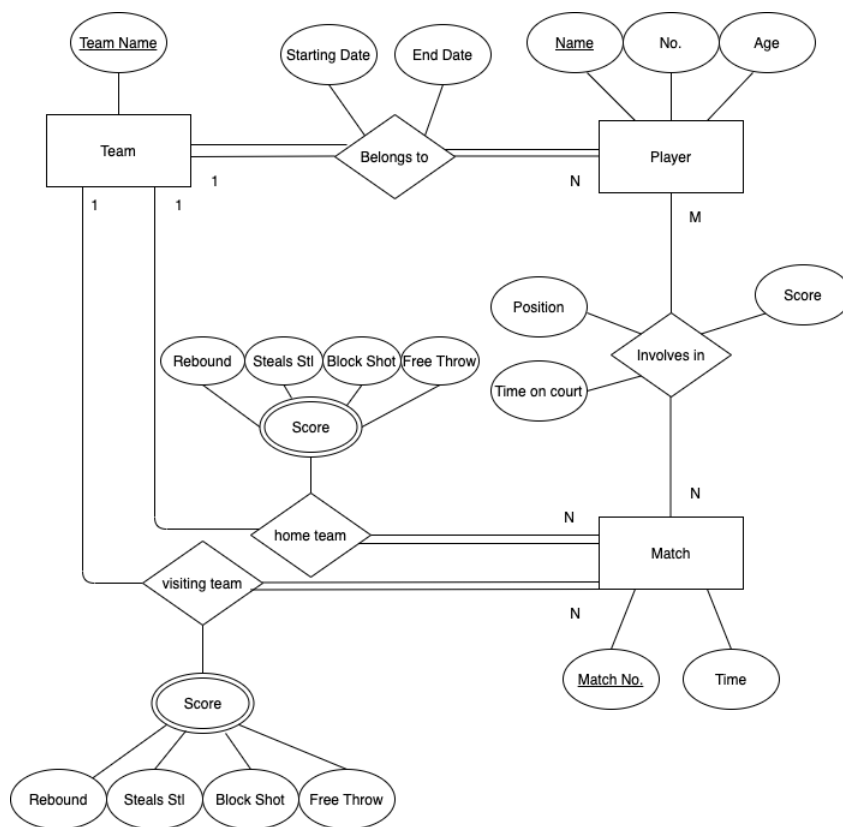 Team Name
Starting Date
End Date
Name
No.
Age
Team
Belongs to
Player
1
N
1
1
M
Position
Score
Involves in
Time on court
Rebound
Steals Stl
Block Shot
Free Throw
Score
N
N
home team
Match
visiting team
N
Match No.
Time
Score
Rebound
Steals Stl
Block Shot
Free Throw